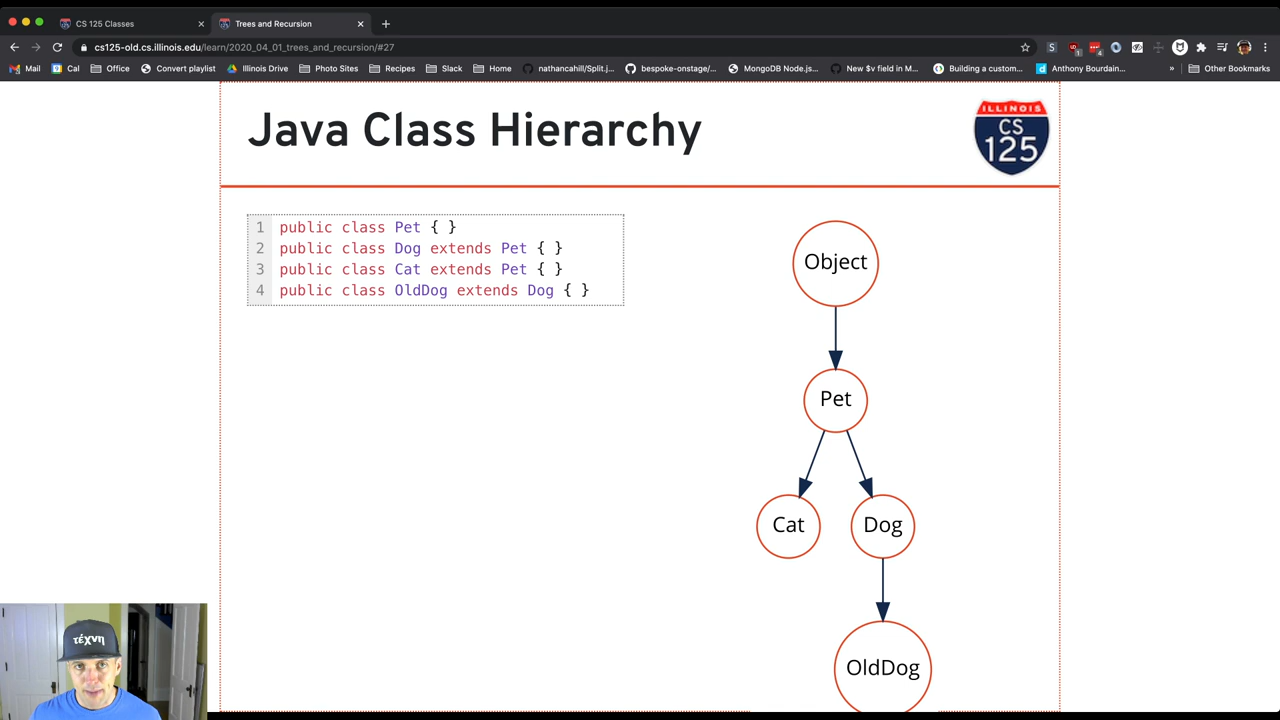 CS 125 Classes
Trees and Recursion
cs125-old.cs.illinois.edu/learn/2020_04_01_trees_and_recursion/#27
Mail
Cal
Office
Convert playlist
Illinois Drive
Photo Sites
Recipes
Slack
Home
nathancahill/Split.j...
bespoke-onstage/...
MongoDB Node.js...
New $v field in M...
Building a custom...
Anthony Bourdain...
»
Other Bookmarks
Java Class Hierarchy
ILLINOIS
CS
125
1 public class Pet { }
2 public class Dog extends Pet { }
3 public class Cat extends Pet { }
4 public class OldDog extends Dog { }
Object
Pet
Cat
Dog
OldDog
τέχνη